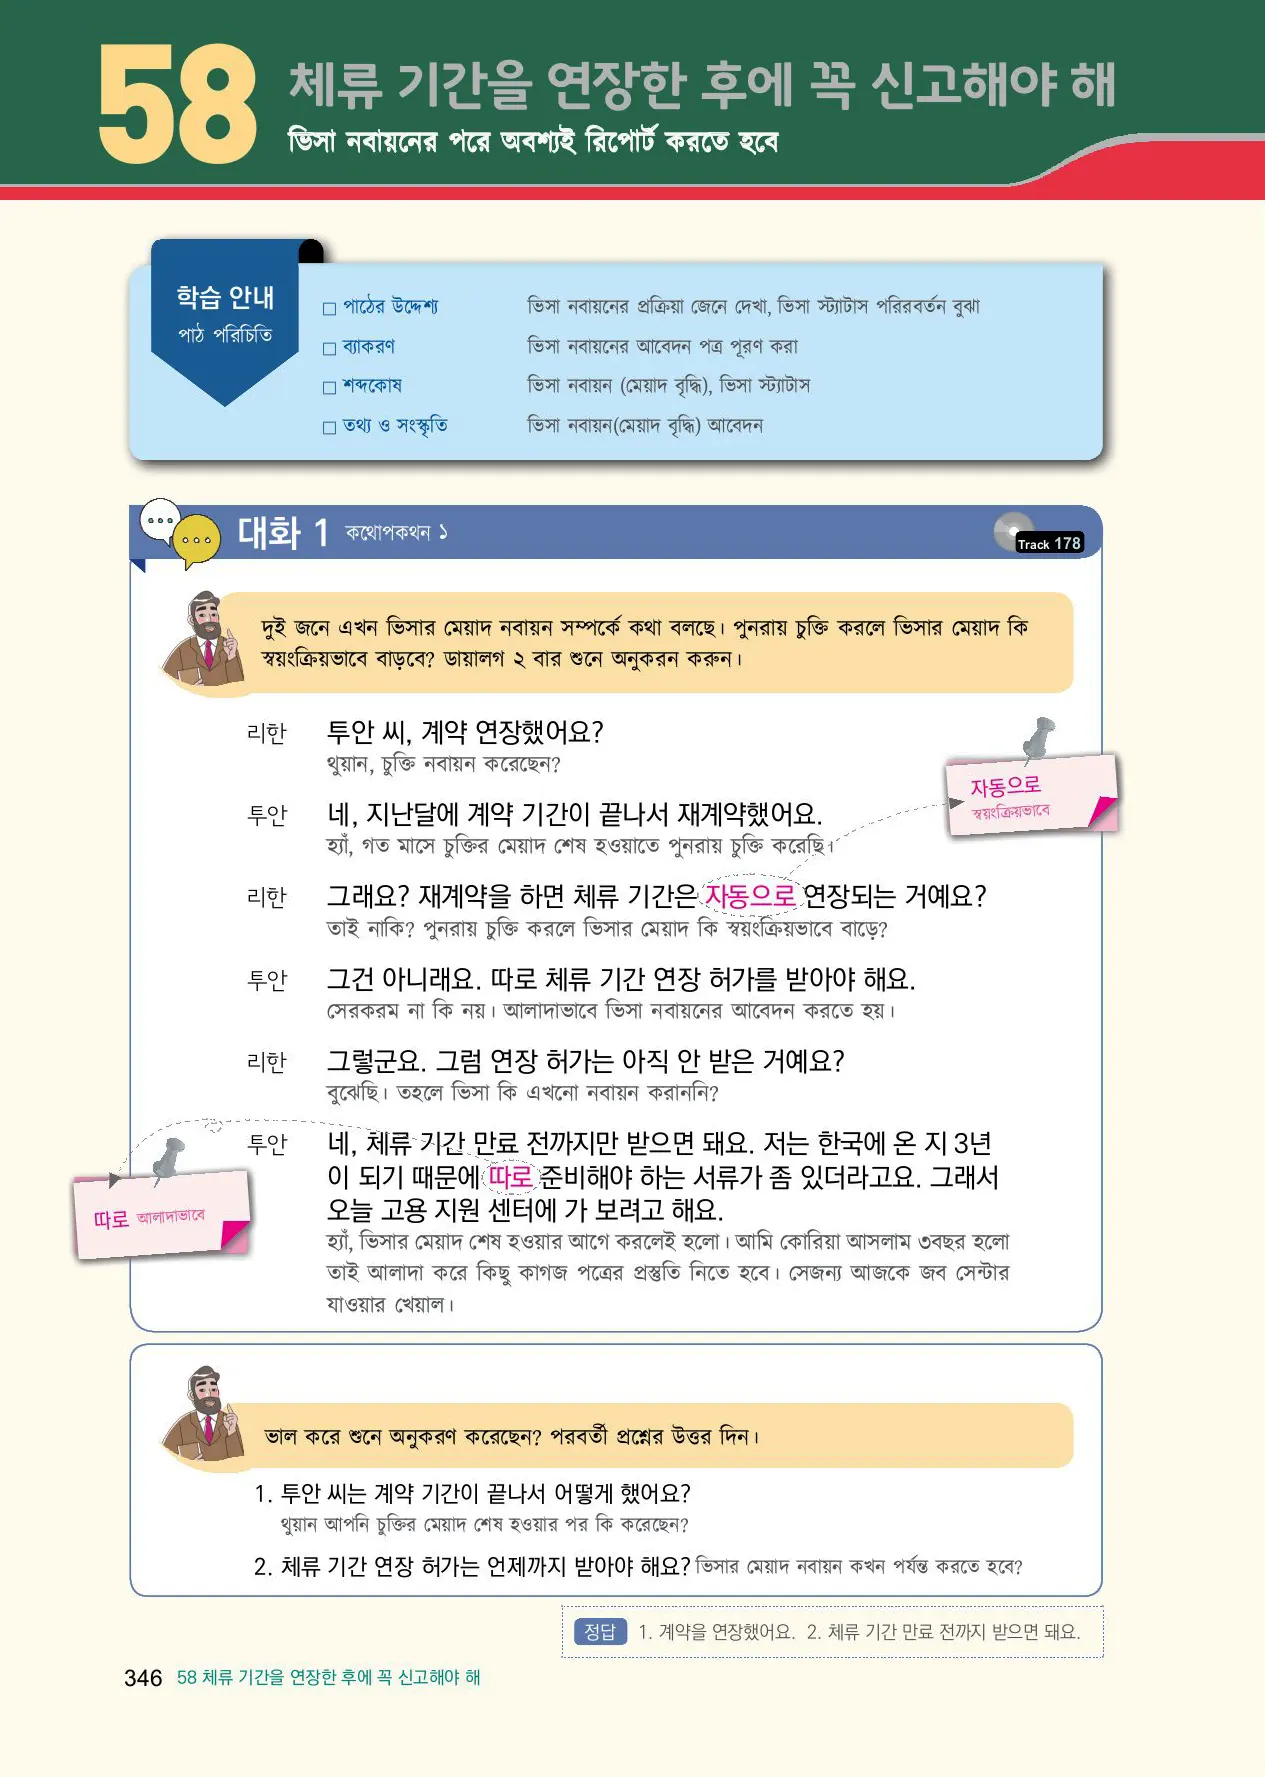 58
체류 기간을 연장한 후에 꼭 신고해야 해
ভিসা নবায়নের পরে অবশ্যই রিপোর্ট করতে হবে
학습 안내
পাঠ পরিচিতি
□ পাঠের উদ্দেশ্য ভিসা নবায়নের প্রক্রিয়া জেনে দেখা, ভিসা স্ট্যাটাস পরিরবর্তন বুঝা
□ ব্যাকরণ ভিসা নবায়নের আবেদন পত্র পূরণ করা
□ শব্দকোষ ভিসা নবায়ন (মেয়াদ বৃদ্ধি), ভিসা স্ট্যাটাস
□ তথ্য ও সংস্কৃতি ভিসা নবায়ন(মেয়াদ বৃদ্ধি) আবেদন
대화 1 কথোপকথন ১
Track 178
দুই জনে এখন ভিসার মেয়াদ নবায়ন সম্পর্কে কথা বলছে। পুনরায় চুক্তি করলে ভিসার মেয়াদ কি
স্বয়ংক্রিয়ভাবে বাড়বে? ডায়ালগ ২ বার শুনে অনুকরন করুন।
리한 투안 씨, 계약 연장했어요?
থুয়ান, চুক্তি নবায়ন করেছেন?
투안 네, 지난달에 계약 기간이 끝나서 재계약했어요.
হ্যাঁ, গত মাসে চুক্তির মেয়াদ শেষ হওয়াতে পুনরায় চুক্তি করেছি।
자동으로
স্বয়ংক্রিয়ভাবে
리한 그래요? 재계약을 하면 체류 기간은 자동으로 연장되는 거예요?
তাই নাকি? পুনরায় চুক্তি করলে ভিসার মেয়াদ কি স্বয়ংক্রিয়ভাবে বাড়ে?
투안 그건 아니래요. 따로 체류 기간 연장 허가를 받아야 해요.
সেরকরম না কি নয়। আলাদাভাবে ভিসা নবায়নের আবেদন করতে হয়।
리한 그렇군요. 그럼 연장 허가는 아직 안 받은 거예요?
বুঝেছি। তহলে ভিসা কি এখনো নবায়ন করাননি?
투안 네, 체류 기간 만료 전까지만 받으면 돼요. 저는 한국에 온 지 3년
이 되기 때문에 따로 준비해야 하는 서류가 좀 있더라고요. 그래서
오늘 고용 지원 센터에 가 보려고 해요.
হ্যাঁ, ভিসার মেয়াদ শেষ হওয়ার আগে করলেই হলো। আমি কোরিয়া আসলাম ৩বছর হলো
তাই আলাদা করে কিছু কাগজ পত্রের প্রস্তুতি নিতে হবে। সেজন্য আজকে জব সেন্টার
যাওয়ার খেয়াল।
따로 আলাদাভাবে
ভাল করে শুনে অনুকরণ করেছেন? পরবর্তী প্রশ্নের উত্তর দিন।
1. 투안 씨는 계약 기간이 끝나서 어떻게 했어요?
থুয়ান আপনি চুক্তির মেয়াদ শেষ হওয়ার পর কি করেছেন?
2. 체류 기간 연장 허가는 언제까지 받아야 해요? ভিসার মেয়াদ নবায়ন কখন পর্যন্ত করতে হবে?
정답 1. 계약을 연장했어요. 2. 체류 기간 만료 전까지 받으면 돼요.
346 58 체류 기간을 연장한 후에 꼭 신고해야 해